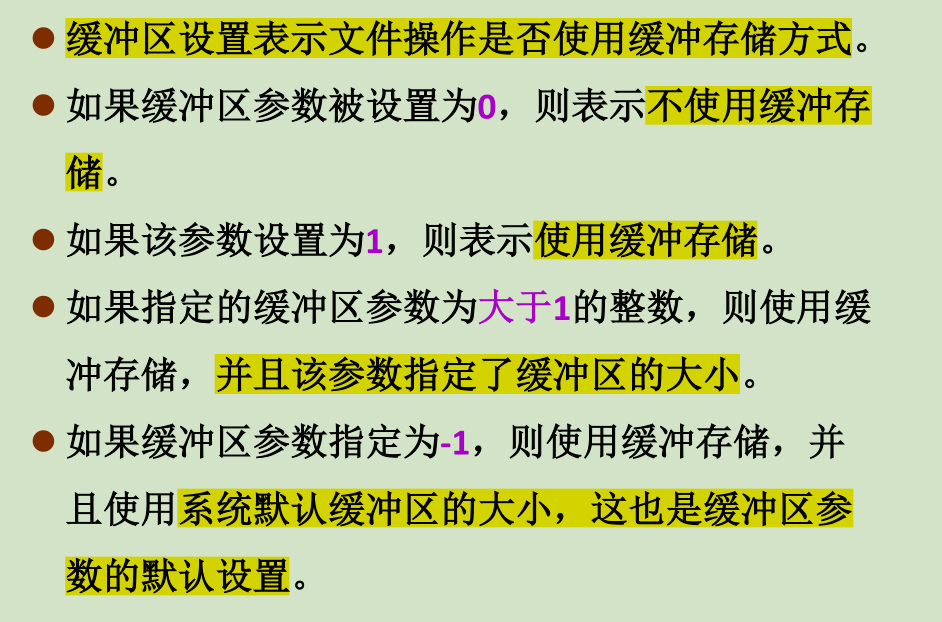 缓冲区设置表示文件操作是否使用缓冲存储方式。
如果缓冲区参数被设置为0，则表示不使用缓冲存
储。
如果该参数设置为1，则表示使用缓冲存储。
如果指定的缓冲区参数为大于1的整数，则使用缓
冲存储，并且该参数指定了缓冲区的大小。
如果缓冲区参数指定为-1，则使用缓冲存储，并
且使用系统默认缓冲区的大小，这也是缓冲区参
数的默认设置。